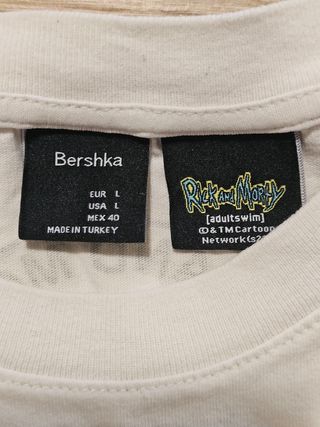 Bershka
EUR L
USA L
MEX 40
MADE IN TURKEY
RICK AND MORTY
[adultswim]
©&TM Cartoon
Network(s